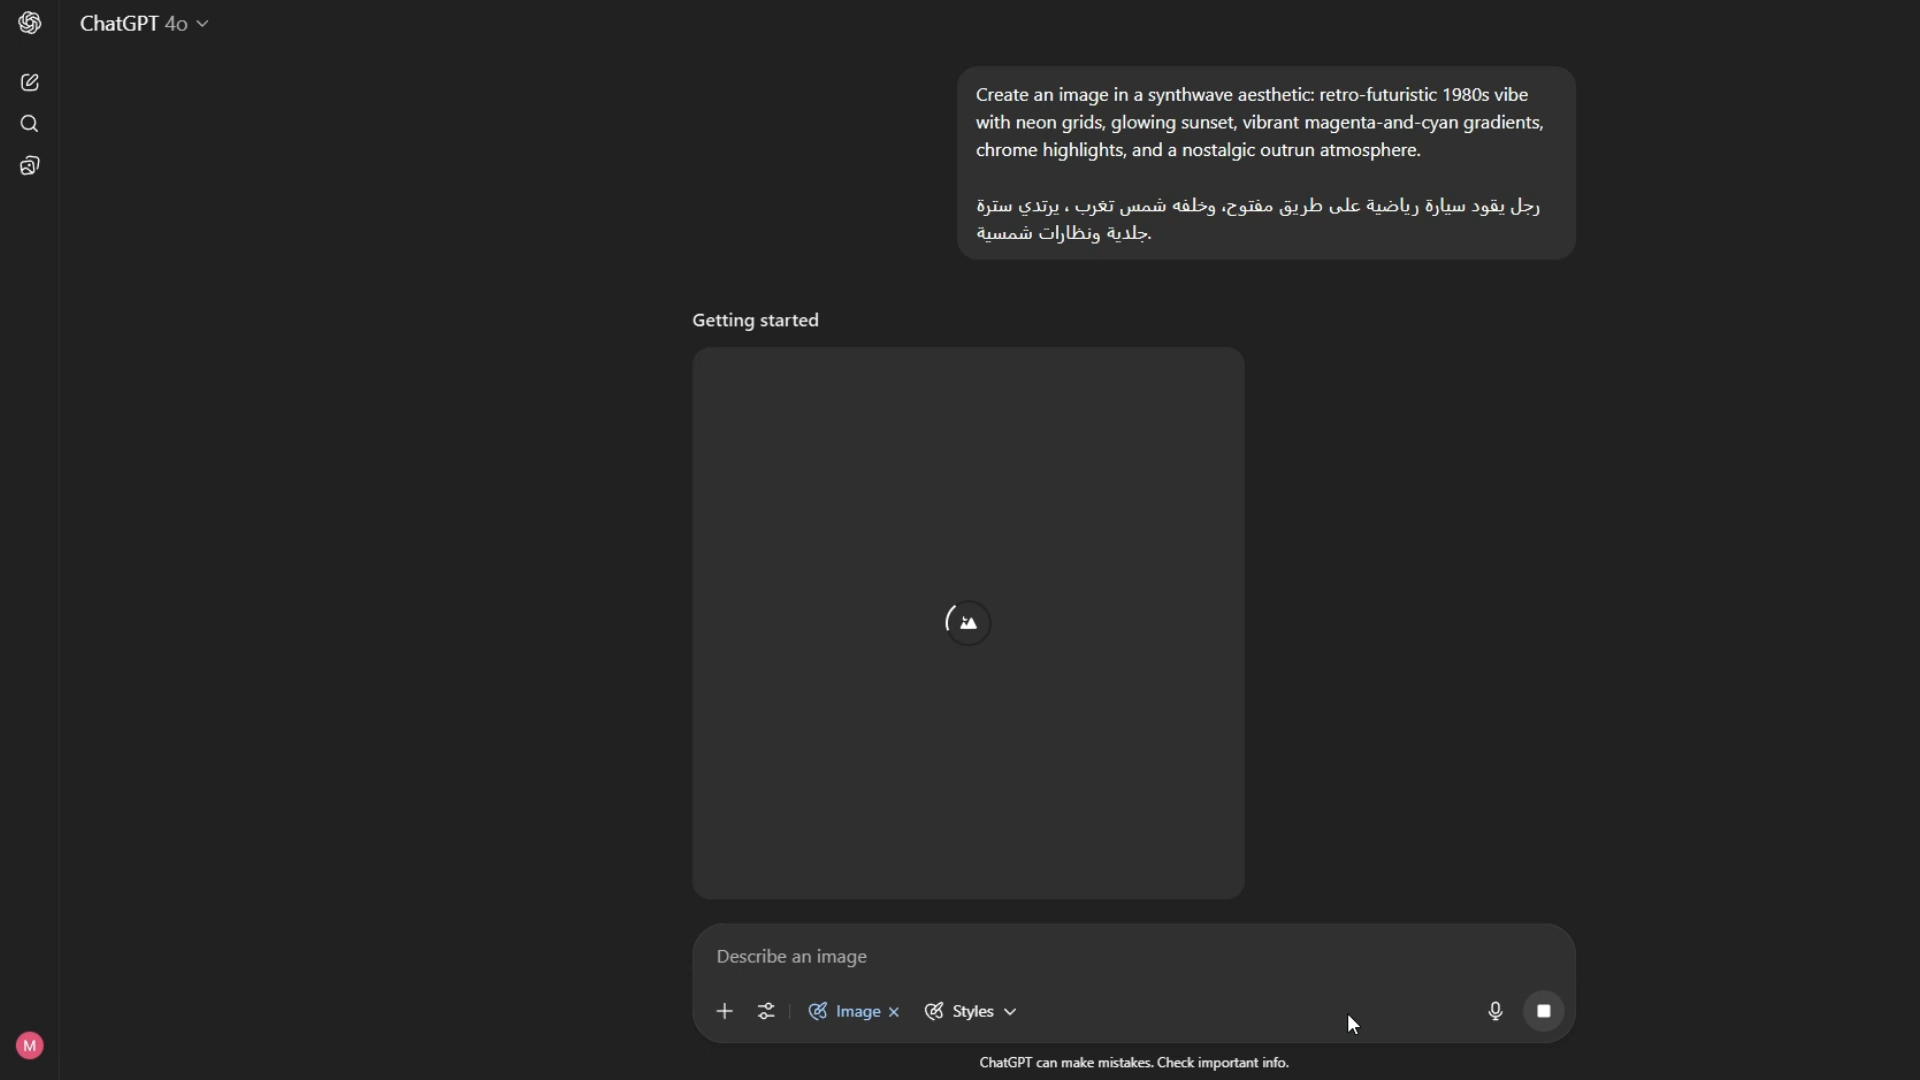 ChatGPT 4o
Create an image in a synthwave aesthetic: retro-futuristic 1980s vibe
with neon grids, glowing sunset, vibrant magenta-and-cyan gradients,
chrome highlights, and a nostalgic outrun atmosphere.
رجل يقود سيارة رياضية على طريق مفتوح، وخلفه شمس تغرب ، يرتدي سترة
جلدية ونظارات شمسية.
Getting started
Describe an image
Image Styles
M
ChatGPT can make mistakes. Check important info.